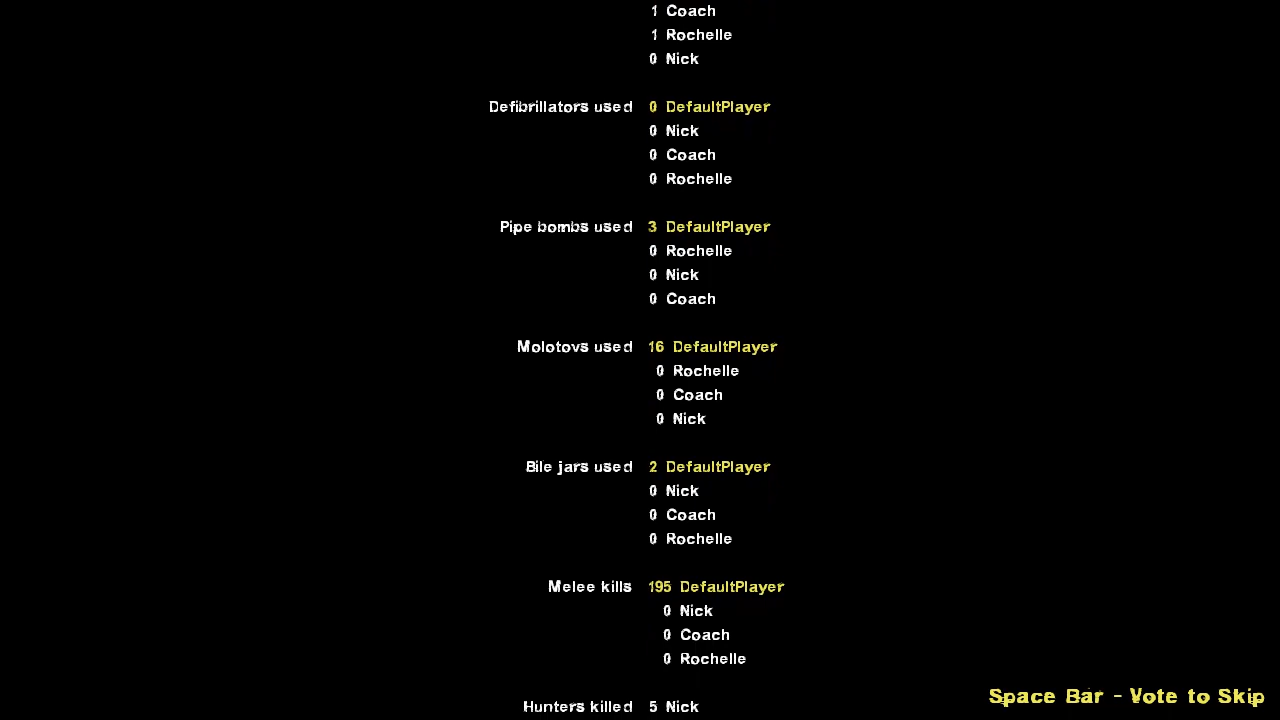 1 Coach
1 Rochelle
0 Nick
Defibrillators used 0 DefaultPlayer
0 Nick
0 Coach
0 Rochelle
Pipe bombs used 3 DefaultPlayer
0 Rochelle
0 Nick
0 Coach
Molotovs used 16 DefaultPlayer
0 Rochelle
0 Coach
0 Nick
Bile jars used 2 DefaultPlayer
0 Nick
0 Coach
0 Rochelle
Melee kills 195 DefaultPlayer
0 Nick
0 Coach
0 Rochelle
Hunters killed 5 Nick
Space Bar - Vote to Skip